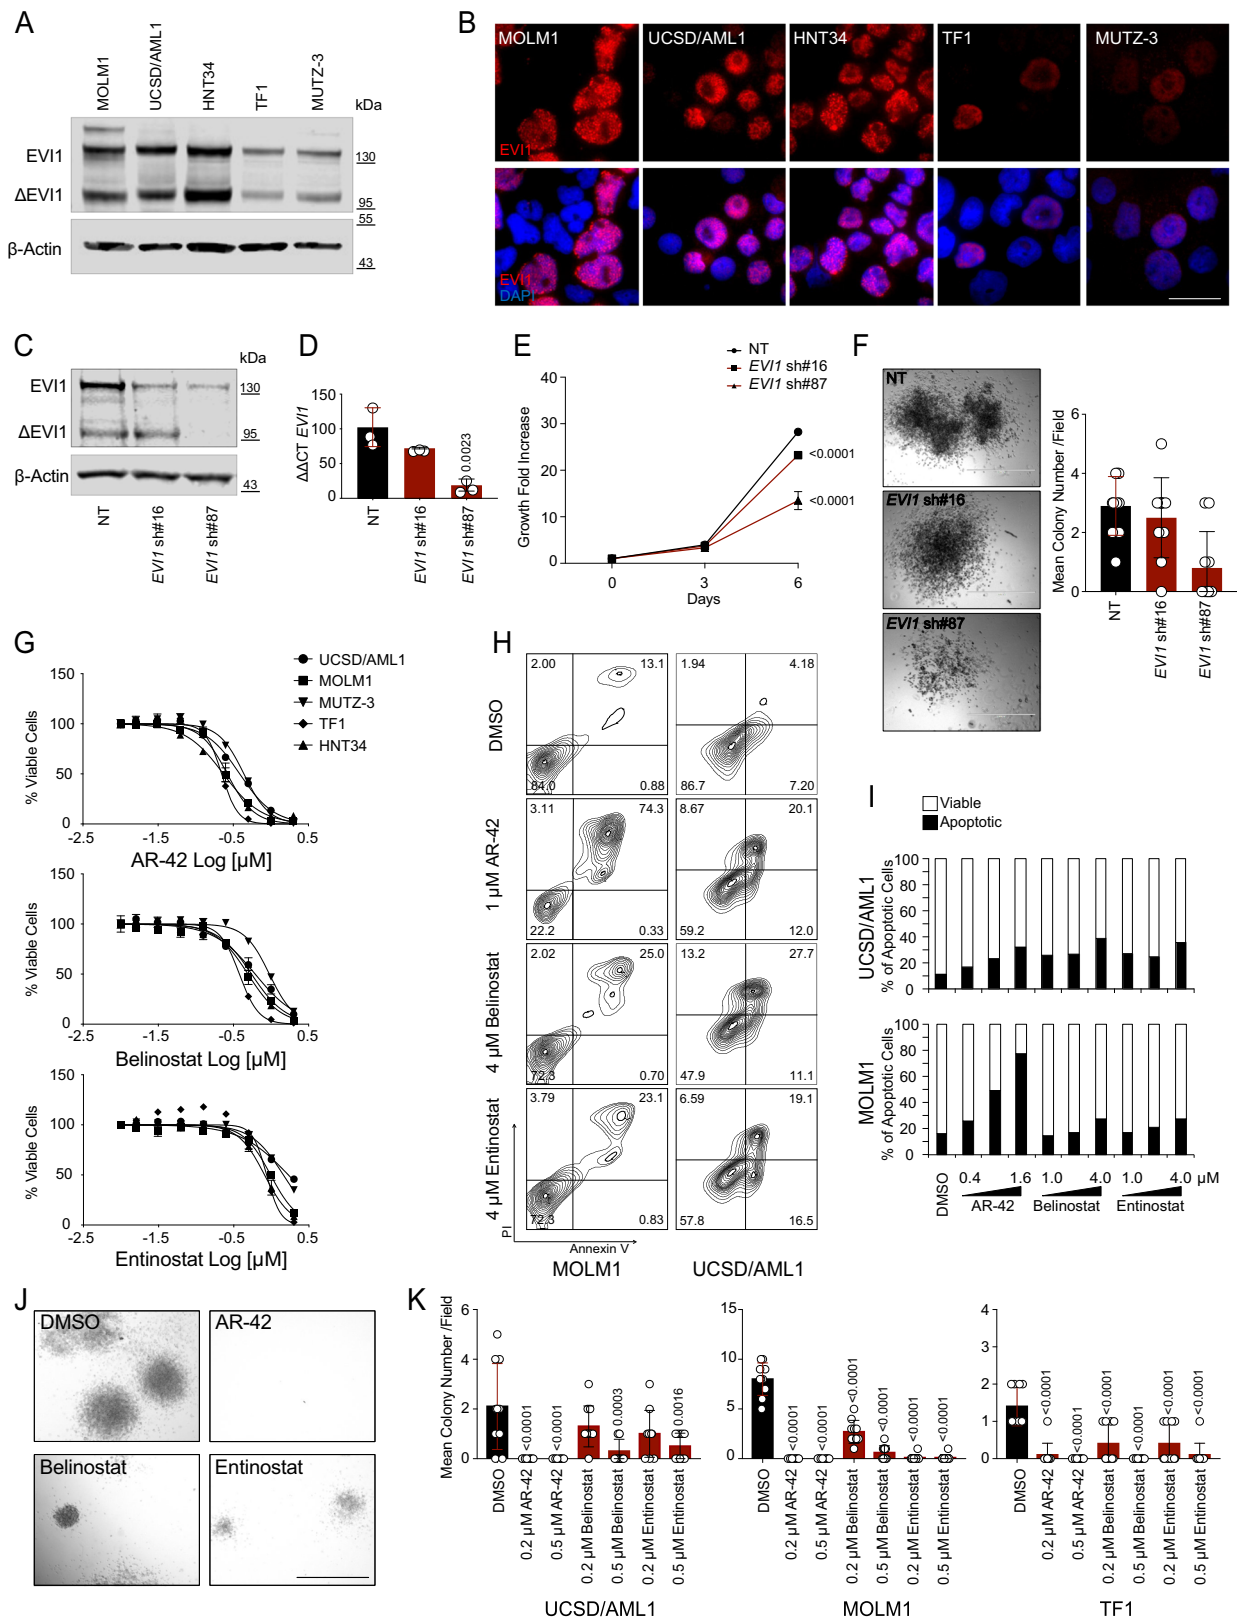 A
MOLM1
UCSD/AML1
HNT34
TF1
MUTZ-3
kDa
EVI1
130
ΔEVI1
95
55
β-Actin
43
B
MOLM1
UCSD/AML1
HNT34
TF1
MUTZ-3
EVI1
EVI1
DAPI
C
kDa
EVI1
130
ΔEVI1
95
β-Actin
43
NT
EVI1 sh#16
EVI1 sh#87
D
ΔΔCT EVI1
150
100
50
0
0.0023
NT
EVI1 sh#16
EVI1 sh#87
E
NT
EVI1 sh#16
EVI1 sh#87
Growth Fold Increase
40
30
20
10
0
<0.0001
<0.0001
0
3
6
Days
F
NT
EVI1 sh#16
EVI1 sh#87
Mean Colony Number /Field
6
4
2
0
NT
EVI1 sh#16
EVI1 sh#87
G
UCSD/AML1
MOLM1
MUTZ-3
TF1
HNT34
% Viable Cells
150
100
50
0
-2.5
-1.5
-0.5
0.5
AR-42 Log [µM]
% Viable Cells
150
100
50
0
-2.5
-1.5
-0.5
0.5
Belinostat Log [µM]
% Viable Cells
150
100
50
0
-2.5
-1.5
-0.5
0.5
Entinostat Log [µM]
H
DMSO
2.00
13.1
84.0
0.88
1.94
4.18
86.7
7.20
1 µM AR-42
3.11
74.3
22.2
0.33
8.67
20.1
59.2
12.0
4 µM Belinostat
2.02
25.0
72.3
0.70
13.2
27.7
47.9
11.1
4 µM Entinostat
3.79
23.1
72.3
0.83
6.59
19.1
57.8
16.5
PI
Annexin V
MOLM1
UCSD/AML1
I
Viable
Apoptotic
UCSD/AML1
% of Apoptotic Cells
100
80
60
40
20
0
MOLM1
% of Apoptotic Cells
100
80
60
40
20
0
DMSO
0.4
1.6
1.0
4.0
1.0
4.0
µM
AR-42
Belinostat
Entinostat
J
DMSO
AR-42
Belinostat
Entinostat
K
Mean Colony Number /Field
6
4
2
0
<0.0001
<0.0001
0.0003
0.0016
DMSO
0.2 µM AR-42
0.5 µM AR-42
0.2 µM Belinostat
0.5 µM Belinostat
0.2 µM Entinostat
0.5 µM Entinostat
UCSD/AML1
15
10
5
0
<0.0001
<0.0001
<0.0001
<0.0001
<0.0001
<0.0001
DMSO
0.2 µM AR-42
0.5 µM AR-42
0.2 µM Belinostat
0.5 µM Belinostat
0.2 µM Entinostat
0.5 µM Entinostat
MOLM1
4
3
2
1
0
<0.0001
<0.0001
<0.0001
<0.0001
<0.0001
<0.0001
DMSO
0.2 µM AR-42
0.5 µM AR-42
0.2 µM Belinostat
0.5 µM Belinostat
0.2 µM Entinostat
0.5 µM Entinostat
TF1